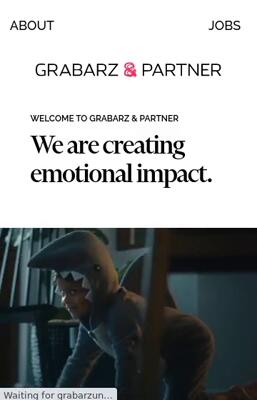 ABOUT JOBS
GRABARZ & PARTNER
WELCOME TO GRABARZ & PARTNER
We are creating
emotional impact.
Waiting for grabarzun...